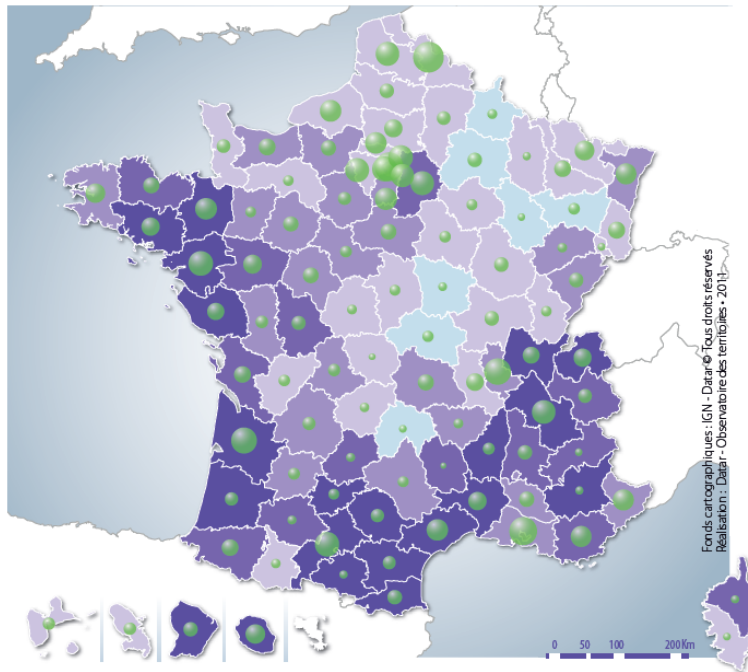 Fonds cartographiques : IGN - Datar © Tous droits réservés
Réalisation : Datar - Observatoire des territoires • 2011
0 50 100 200 Km